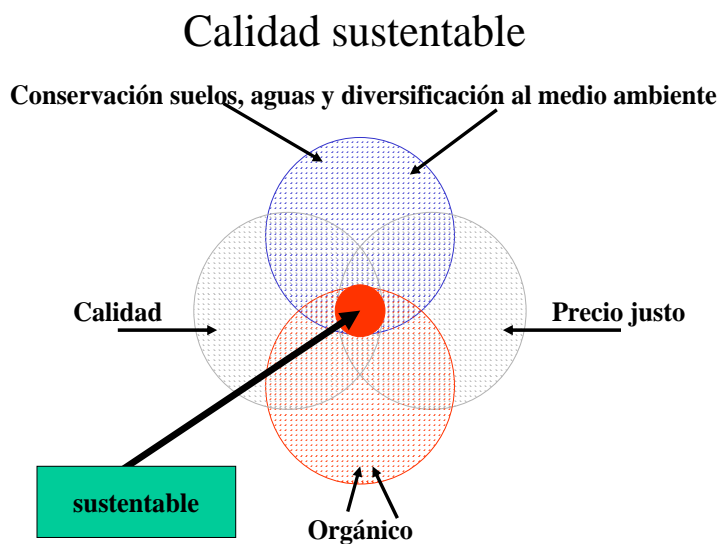 Calidad sustentable
Conservación suelos, aguas y diversificación al medio ambiente
Calidad
Precio justo
sustentable
Orgánico